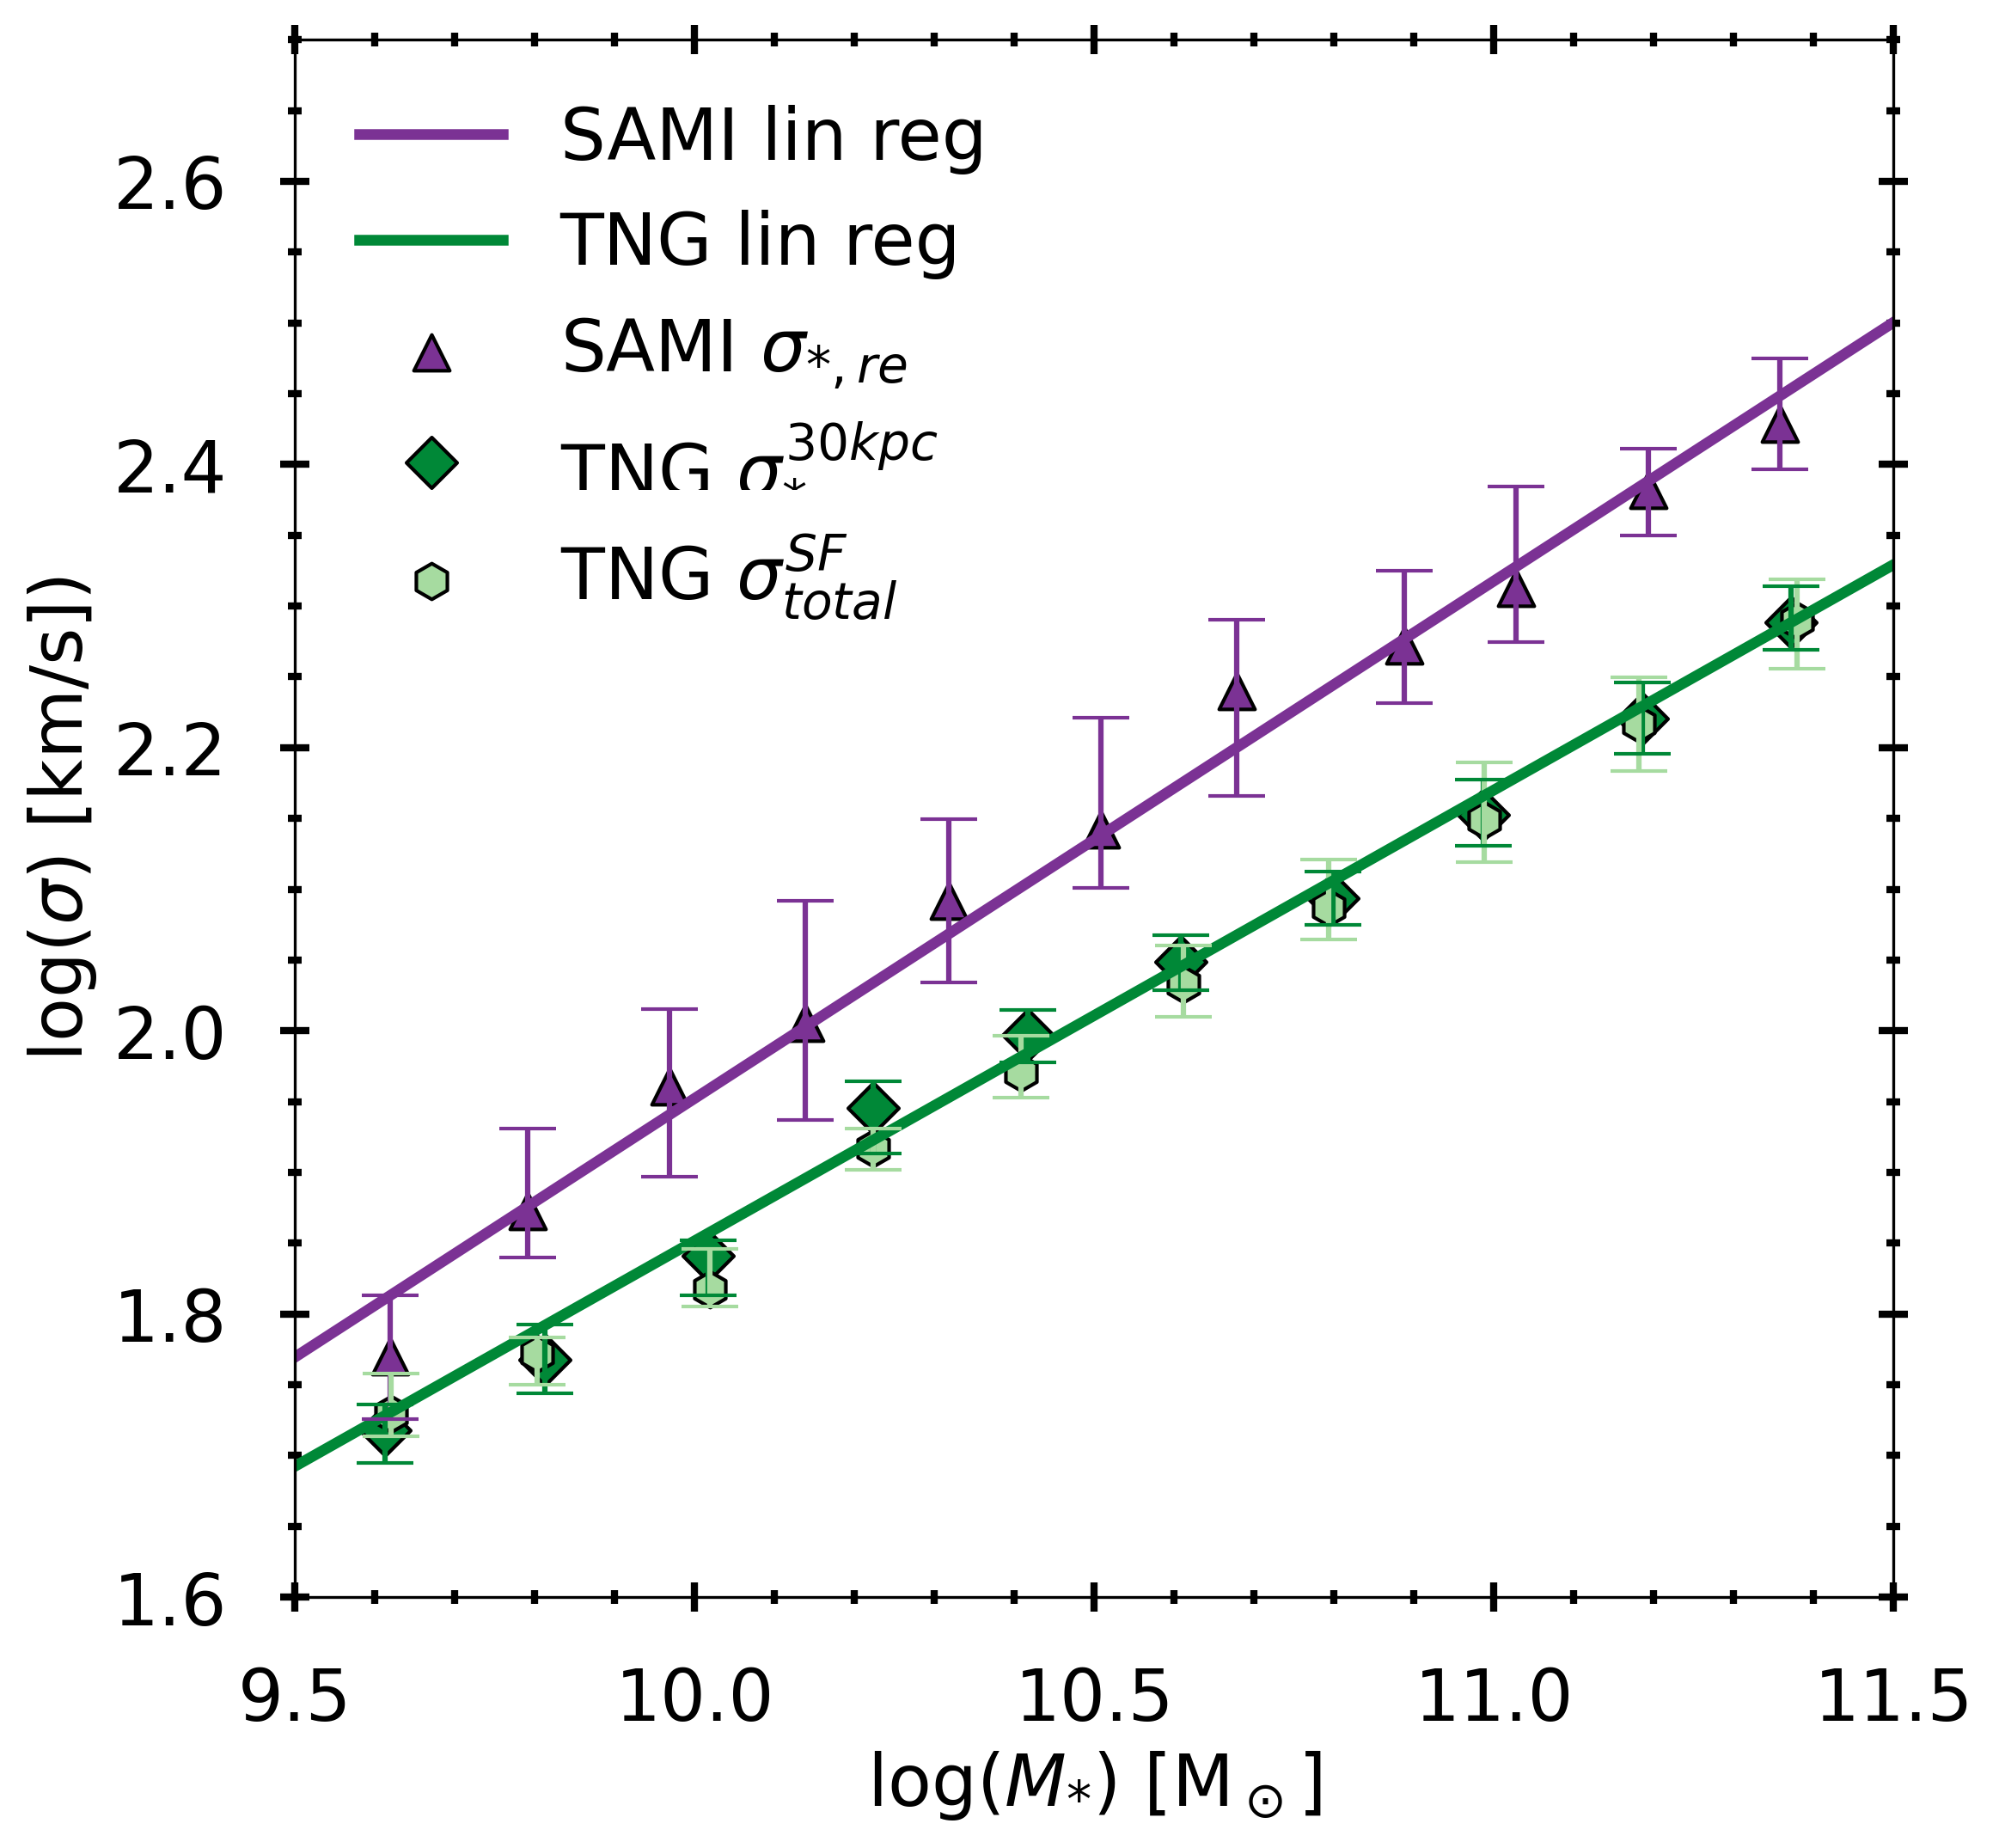 SAMI lin reg
TNG lin reg
SAMI σ*,re
TNG σ*30kpc
TNG σtotalSF
log(σ) [km/s])
2.6
2.4
2.2
2.0
1.8
1.6
9.5 10.0 10.5 11.0 11.5
log(M*) [M⊙]